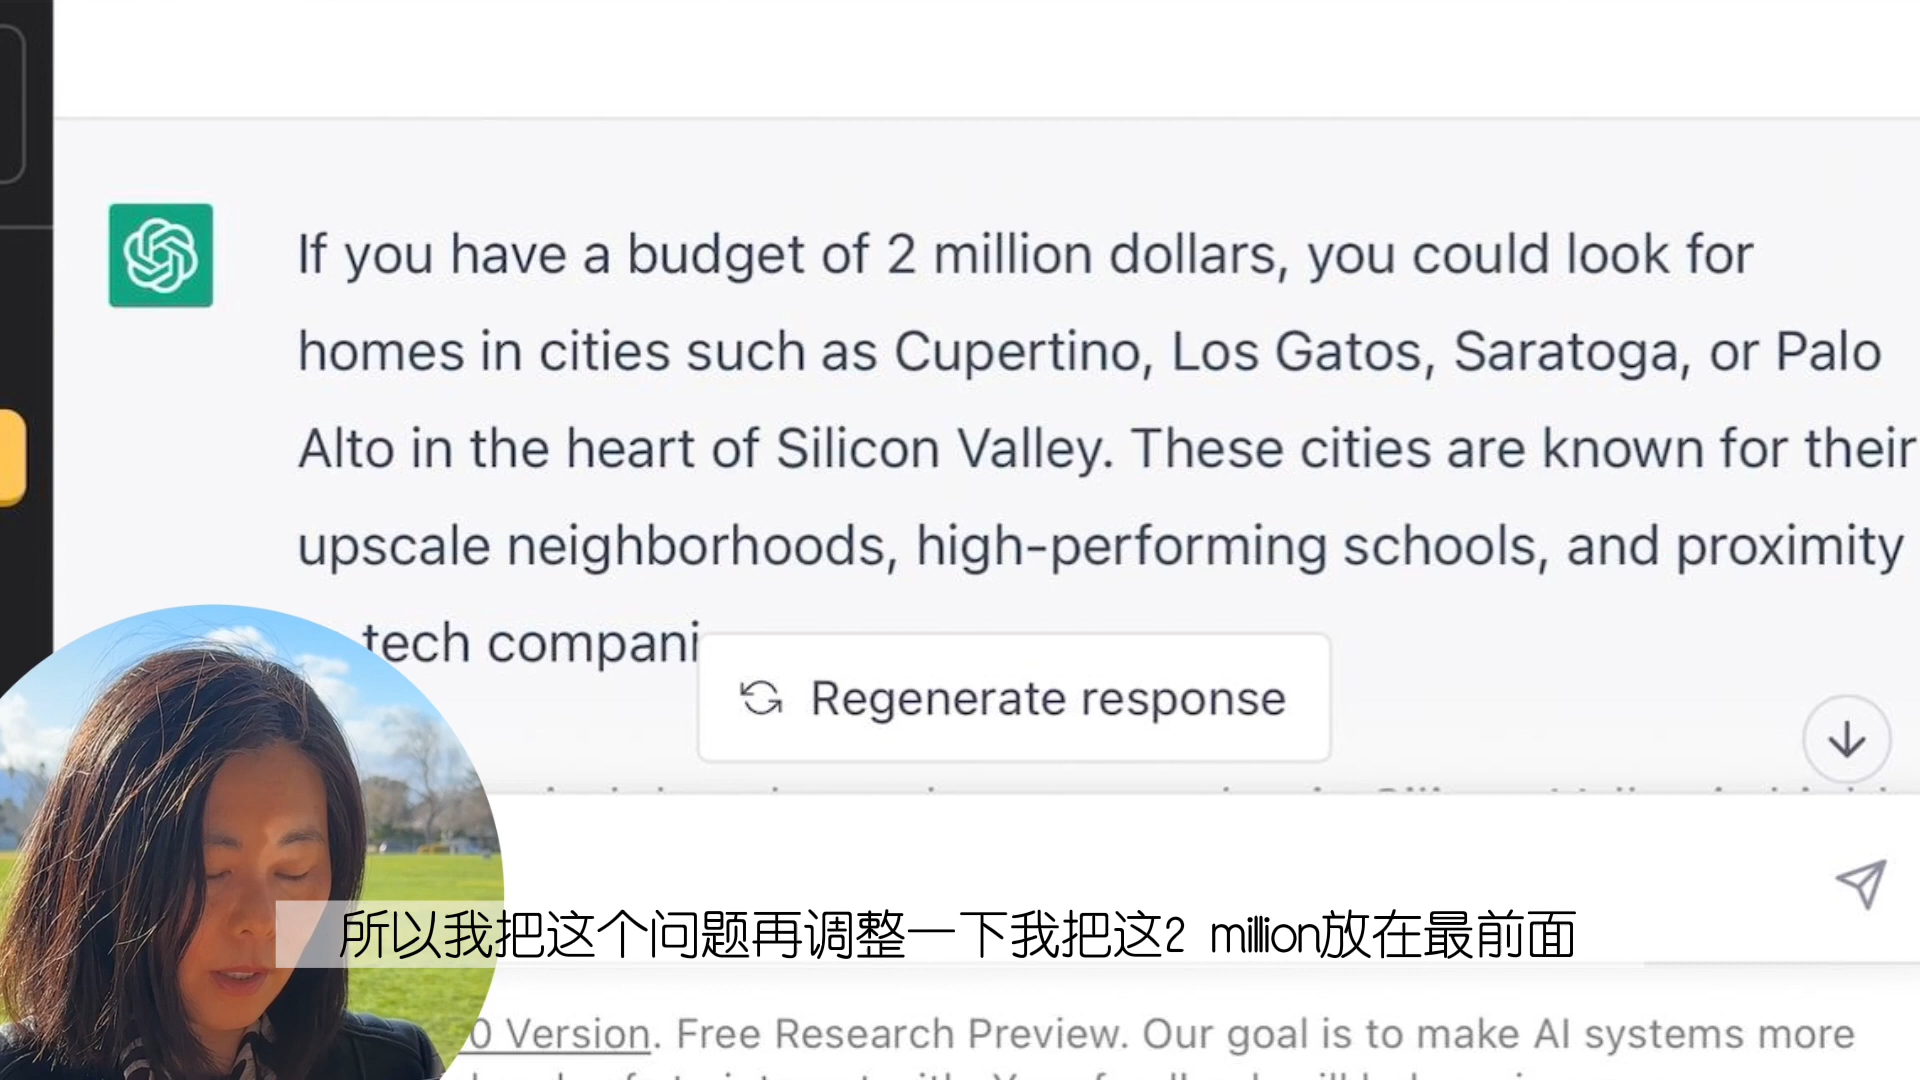 If you have a budget of 2 million dollars, you could look for
homes in cities such as Cupertino, Los Gatos, Saratoga, or Palo
Alto in the heart of Silicon Valley. These cities are known for their
upscale neighborhoods, high-performing schools, and proximity
tech compani
Regenerate response
所以我把这个问题再调整一下我把这2 million放在最前面
0 Version. Free Research Preview. Our goal is to make AI systems more